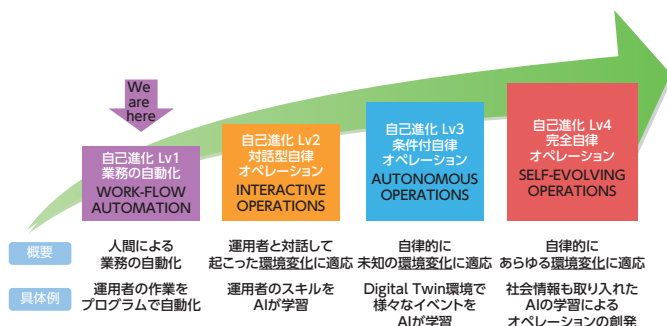 We
are
here
自己進化 Lv1
業務の自動化
WORK-FLOW
AUTOMATION
自己進化 Lv2
対話型自律
オペレーション
INTERACTIVE
OPERATIONS
自己進化 Lv3
条件付自律
オペレーション
AUTONOMOUS
OPERATIONS
自己進化 Lv4
完全自律
オペレーション
SELF-EVOLVING
OPERATIONS
概要
人間による
業務の自動化
運用者と対話して
起こった環境変化に適応
自律的に
未知の環境変化に適応
自律的に
あらゆる環境変化に適応
具体例
運用者の作業を
プログラムで自動化
運用者のスキルを
AIが学習
Digital Twin環境で
様々なイベントを
AIが学習
社会情報も取り入れた
AIの学習による
オペレーションの創発